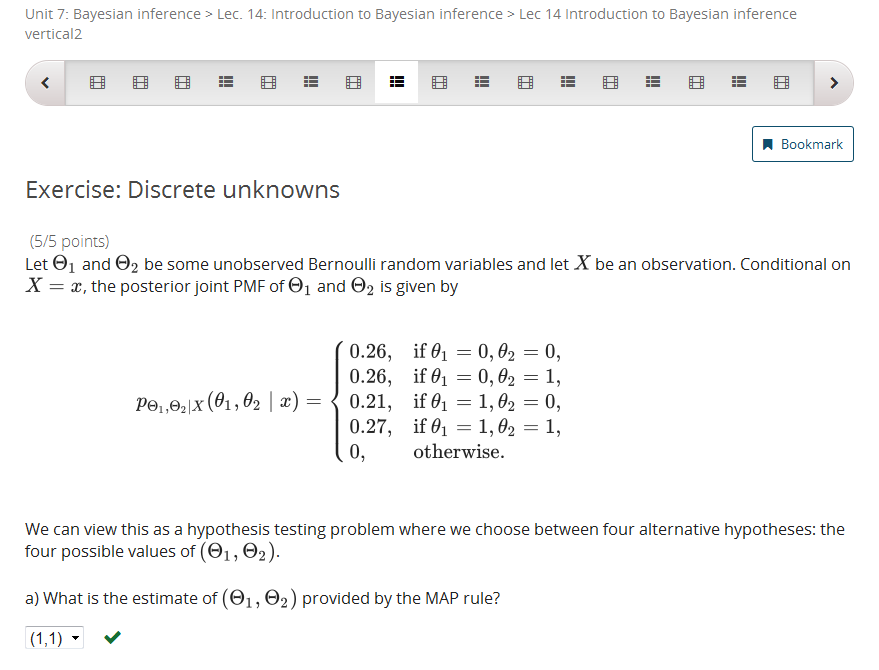 Unit 7: Bayesian inference > Lec. 14: Introduction to Bayesian inference > Lec 14 Introduction to Bayesian inference
vertical2
Bookmark
Exercise: Discrete unknowns
(5/5 points)
Let Θ₁ and Θ₂ be some unobserved Bernoulli random variables and let X be an observation. Conditional on
X = x, the posterior joint PMF of Θ₁ and Θ₂ is given by
0.26, if θ₁ = 0, θ₂ = 0,
0.26, if θ₁ = 0, θ₂ = 1,
p_{Θ₁,Θ₂|X}(θ₁, θ₂ | x) = { 0.21, if θ₁ = 1, θ₂ = 0,
0.27, if θ₁ = 1, θ₂ = 1,
0, otherwise.
We can view this as a hypothesis testing problem where we choose between four alternative hypotheses: the
four possible values of (Θ₁, Θ₂).
a) What is the estimate of (Θ₁, Θ₂) provided by the MAP rule?
(1,1)